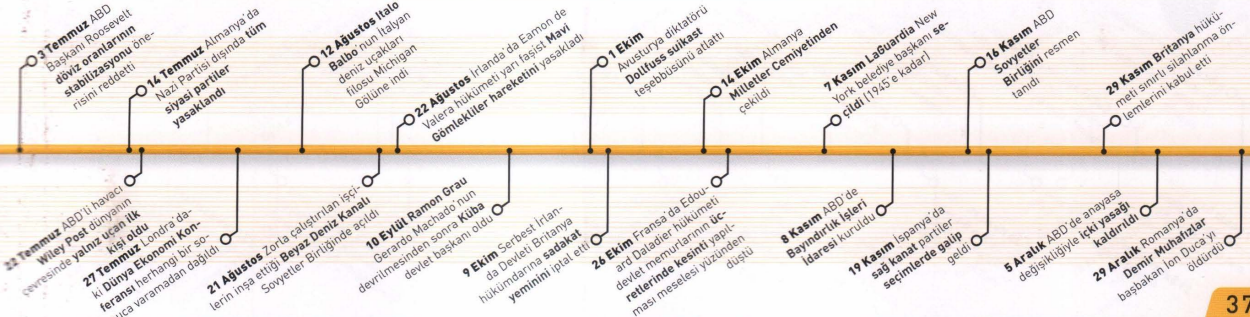 3 Temmuz ABD
Başkanı Roosevelt
döviz oranlarının
stabilizasyonu öne-
risini reddetti
14 Temmuz Almanya'da
Nazi Partisi dışında tüm
siyasi partiler
yasaklandı
12 Ağustos Italo
Balbo'nun İtalyan
deniz uçakları
filosu Michigan
Gölüne indi
22 Ağustos İrlanda'da Eamon de
Valera hükümeti yarı faşist Mavi
Gömlekliler hareketini yasakladı
1 Ekim
Avusturya diktatörü
Dollfuss suikast
teşebbüsünü atlattı
14 Ekim Almanya
Milletler Cemiyetinden
çekildi
7 Kasım LaGuardia New
York belediye başkanı se-
çildi (1945'e kadar)
16 Kasım ABD
Sovyetler
Birliğini resmen
tanıdı
29 Kasım Britanya hükü-
meti sınırlı silahlanma ön-
lemlerini kabul etti
22 Temmuz ABD'li havacı
Wiley Post dünyanın
çevresinde yalnız uçan ilk
kişi oldu
27 Temmuz Londra'da-
ki Dünya Ekonomi Kon-
feransı herhangi bir so-
uca varamadan dağıldı
21 Ağustos Zorla çalıştırılan işçi-
lerin inşa ettiği Beyaz Deniz Kanalı
Sovyetler Birliğinde açıldı
10 Eylül Ramon Grau
Gerardo Machado'nun
devrilmesinden sonra Küba
devlet başkanı oldu
9 Ekim Serbest İrlan-
da Devleti Britanya
hükümdarına sadakat
yeminini iptal etti
26 Ekim Fransa'da Edou-
ard Daladier hükümeti
devlet memurlarının üc-
retlerinde kesinti yapıl-
ması meselesi yüzünden
düştü
8 Kasım ABD'de
Bayındırlık İşleri
İdaresi kuruldu
19 Kasım İspanya'da
sağ kanat partiler
seçimlerde galip
geldi
5 Aralık ABD'de anayasa
değişikliğiyle içki yasağı
kaldırıldı
29 Aralık Romanya'da
Demir Muhafızlar
başbakan İon Duca'yı
öldürdü
37